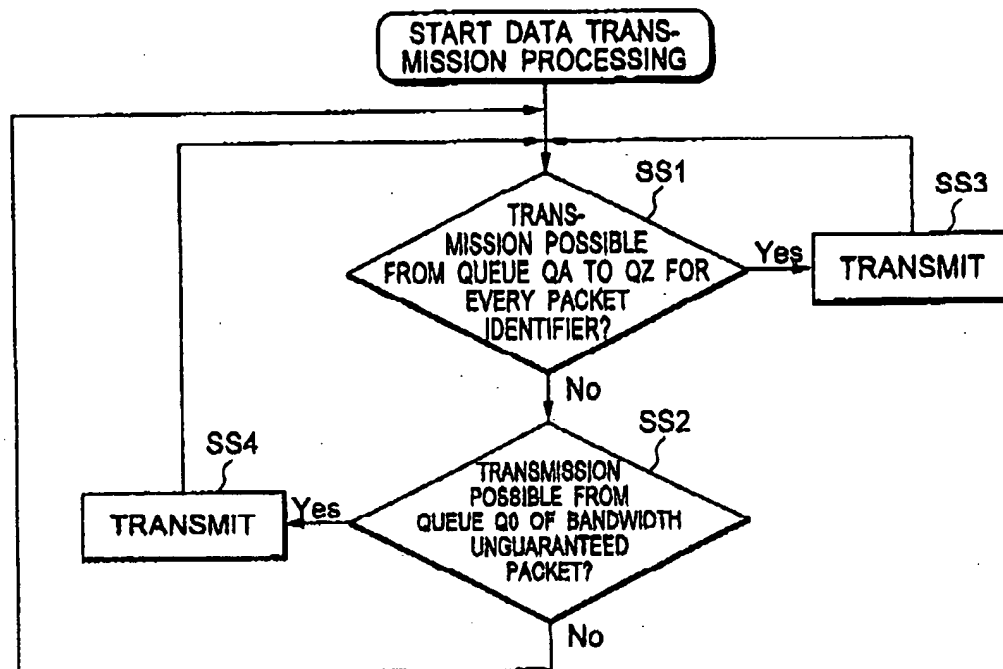 START DATA TRANS-
MISSION PROCESSING
SS1
TRANS-
MISSION POSSIBLE
FROM QUEUE QA TO QZ FOR
EVERY PACKET
IDENTIFIER?
Yes
SS3
TRANSMIT
No
SS2
TRANSMISSION
POSSIBLE FROM
QUEUE Q0 OF BANDWIDTH
UNGUARANTEED
PACKET?
Yes
SS4
TRANSMIT
No